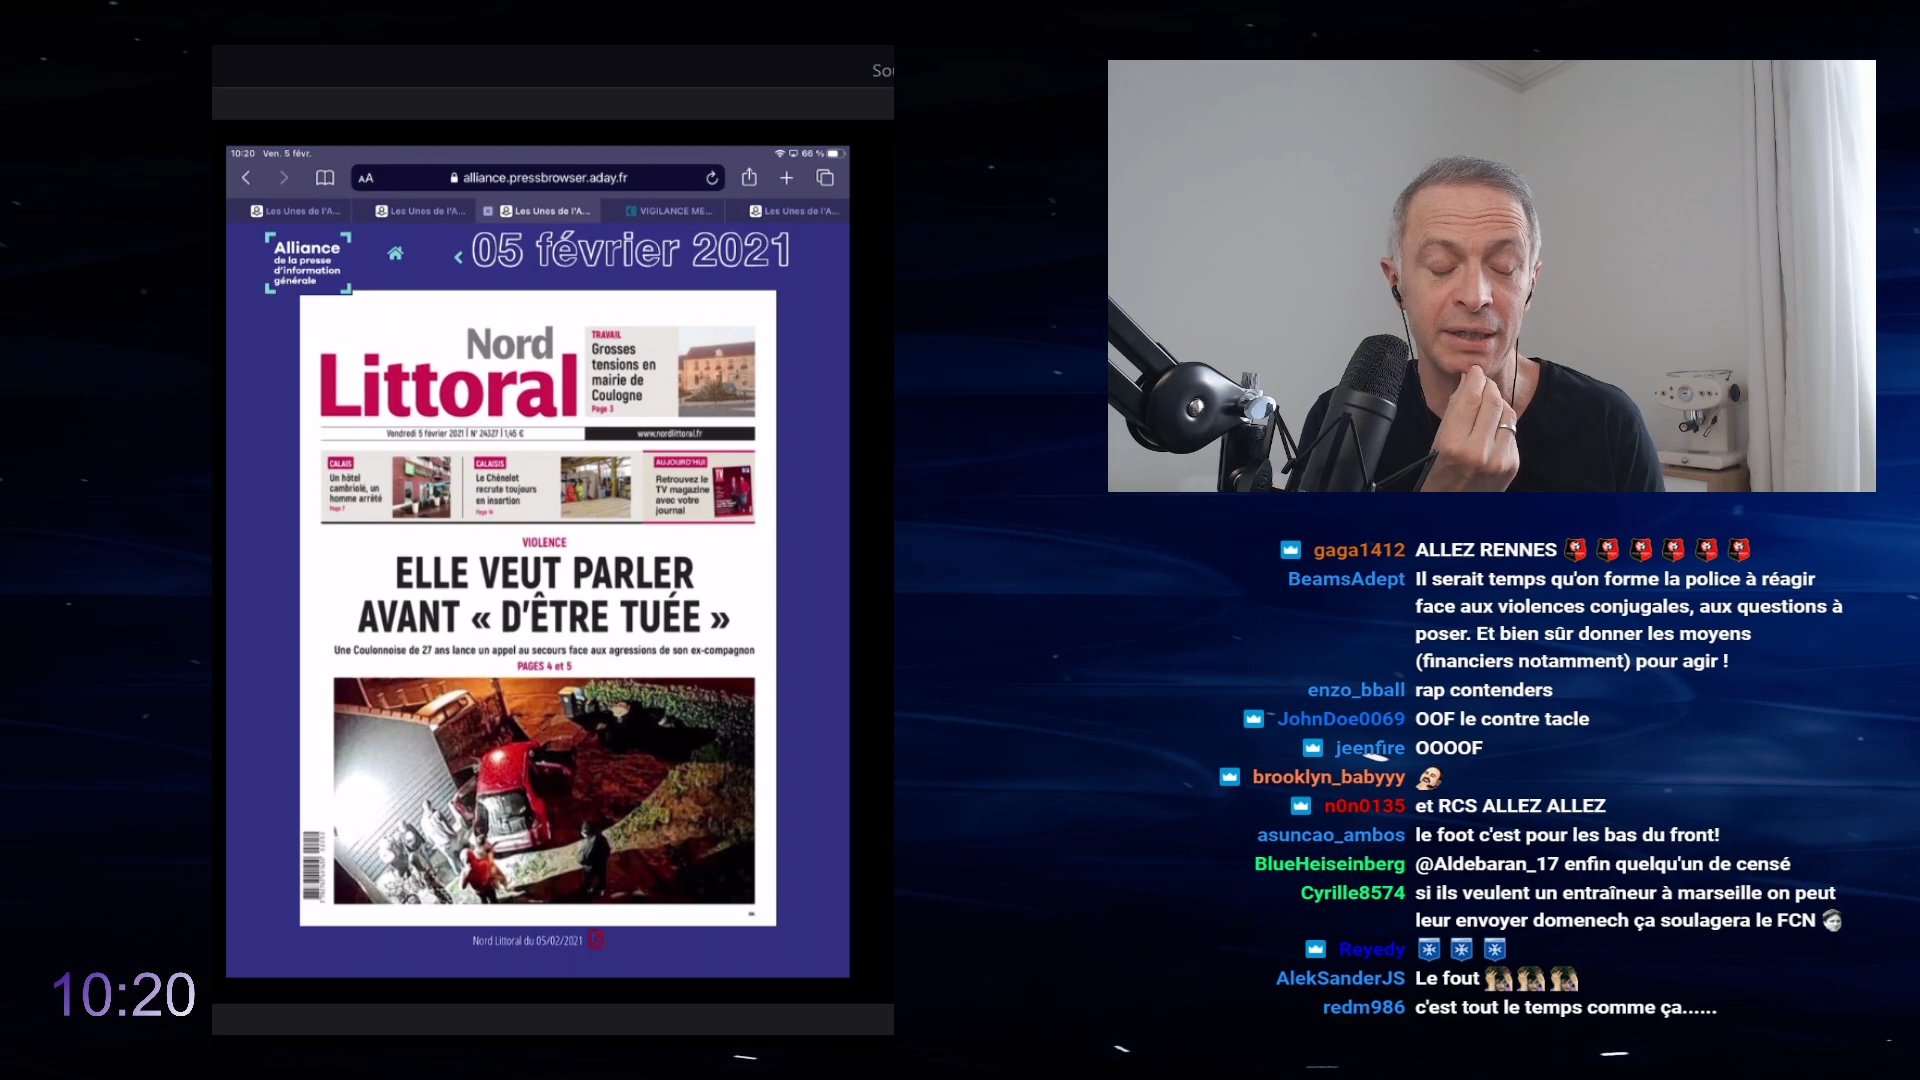 Sou
10:20 Ven. 5 févr.
66 %
AA
alliance.pressbrowser.aday.fr
Les Unes de l'A...
Les Unes de l'A...
Les Unes de l'A...
VIGILANCE ME...
Les Unes de l'A...
Alliance
de la presse
d'information
générale
05 février 2021
Nord
Littoral
TRAVAIL
Grosses
tensions en
mairie de
Coulogne
Page 3
Vendredi 5 février 2021 | N° 24327 | 1,45 €
www.nordlittoral.fr
CALAIS
Un hôtel
cambriolé, un
homme arrêté
Page 7
CALAISIS
Le Chênelet
recrute toujours
en insertion
Page 14
AUJOURD'HUI
Retrouvez le
TV magazine
avec votre
journal
TV
VIOLENCE
ELLE VEUT PARLER
AVANT « D'ÊTRE TUÉE »
Une Coulonnoise de 27 ans lance un appel au secours face aux agressions de son ex-compagnon
PAGES 4 et 5
Nord Littoral du 05/02/2021
10:20
gaga1412 ALLEZ RENNES
BeamsAdept Il serait temps qu'on forme la police à réagir
face aux violences conjugales, aux questions à
poser. Et bien sûr donner les moyens
(financiers notamment) pour agir !
enzo_bball rap contenders
JohnDoe0069 OOF le contre tacle
jeenfire OOOOF
brooklyn_babyyy
n0n0135 et RCS ALLEZ ALLEZ
asuncao_ambos le foot c'est pour les bas du front!
BlueHeiseinberg @Aldebaran_17 enfin quelqu'un de censé
Cyrille8574 si ils veulent un entraîneur à marseille on peut
leur envoyer domenech ça soulagera le FCN
Reyedy
AlekSanderJS Le fout
redm986 c'est tout le temps comme ça......